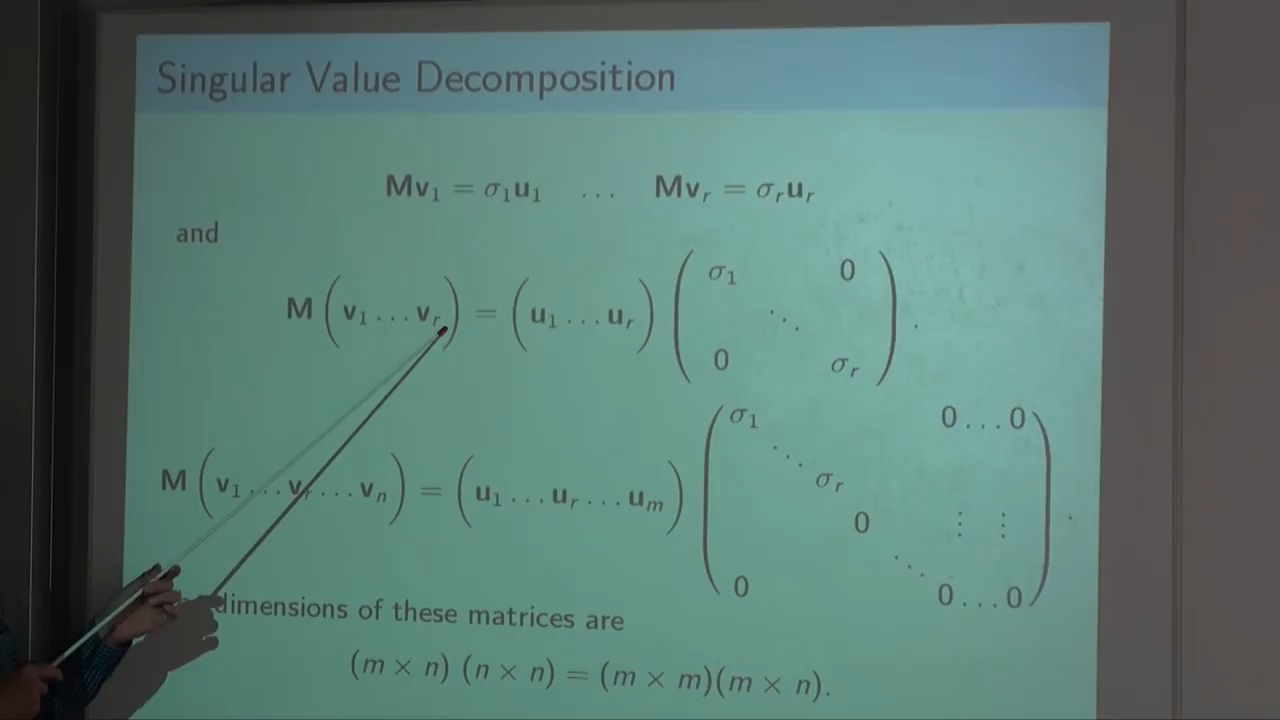 Singular Value Decomposition
Mv₁ = σ₁u₁ … Mvᵣ = σᵣuᵣ
and
M (v₁ … vᵣ) = (u₁ … uᵣ) ( σ₁ 0
⋱
0 σᵣ ) .
M (v₁ … vᵣ … vₙ) = (u₁ … uᵣ … uₘ) ( σ₁ 0 … 0
⋱
σᵣ
0 ⋮ ⋮
⋱
0 0 … 0 ) .
dimensions of these matrices are
(m × n) (n × n) = (m × m)(m × n).